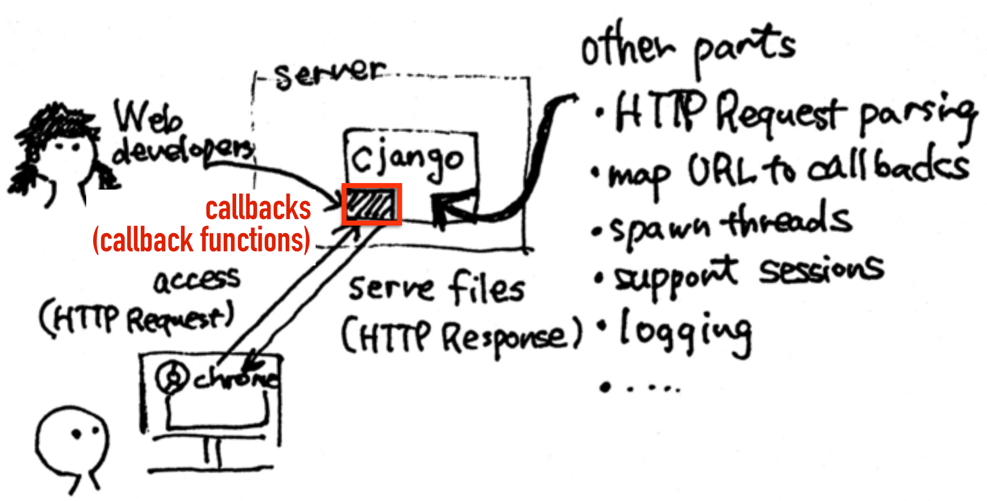 other parts
server
• HTTP Request parsing
Web
developers
cjango
• map URL to callbacks
callbacks
(callback functions)
• spawn threads
access
(HTTP Request)
serve files
(HTTP Response)
• support sessions
• logging
• .....
chrome